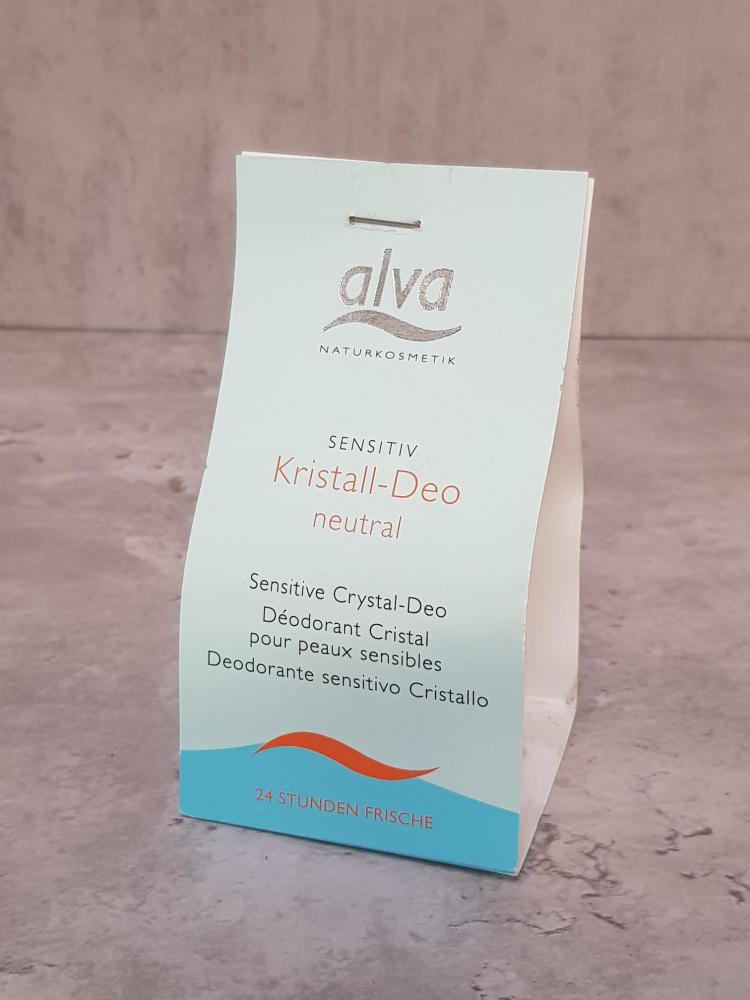 alva
NATURKOSMETIK
SENSITIV
Kristall-Deo
neutral
Sensitive Crystal-Deo
Déodorant Cristal
pour peaux sensibles
Deodorante sensitivo Cristallo
24 STUNDEN FRISCHE